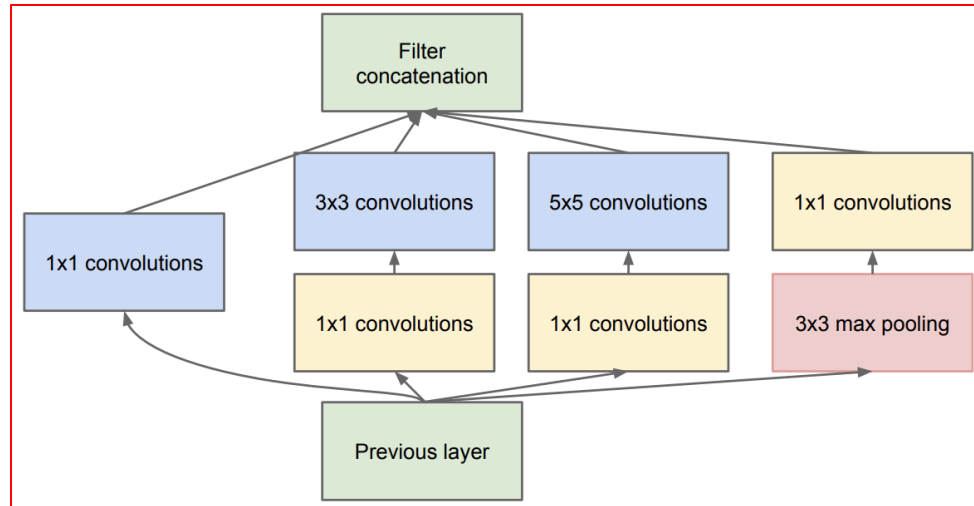 Filter
concatenation
3x3 convolutions
5x5 convolutions
1x1 convolutions
1x1 convolutions
1x1 convolutions
1x1 convolutions
3x3 max pooling
Previous layer